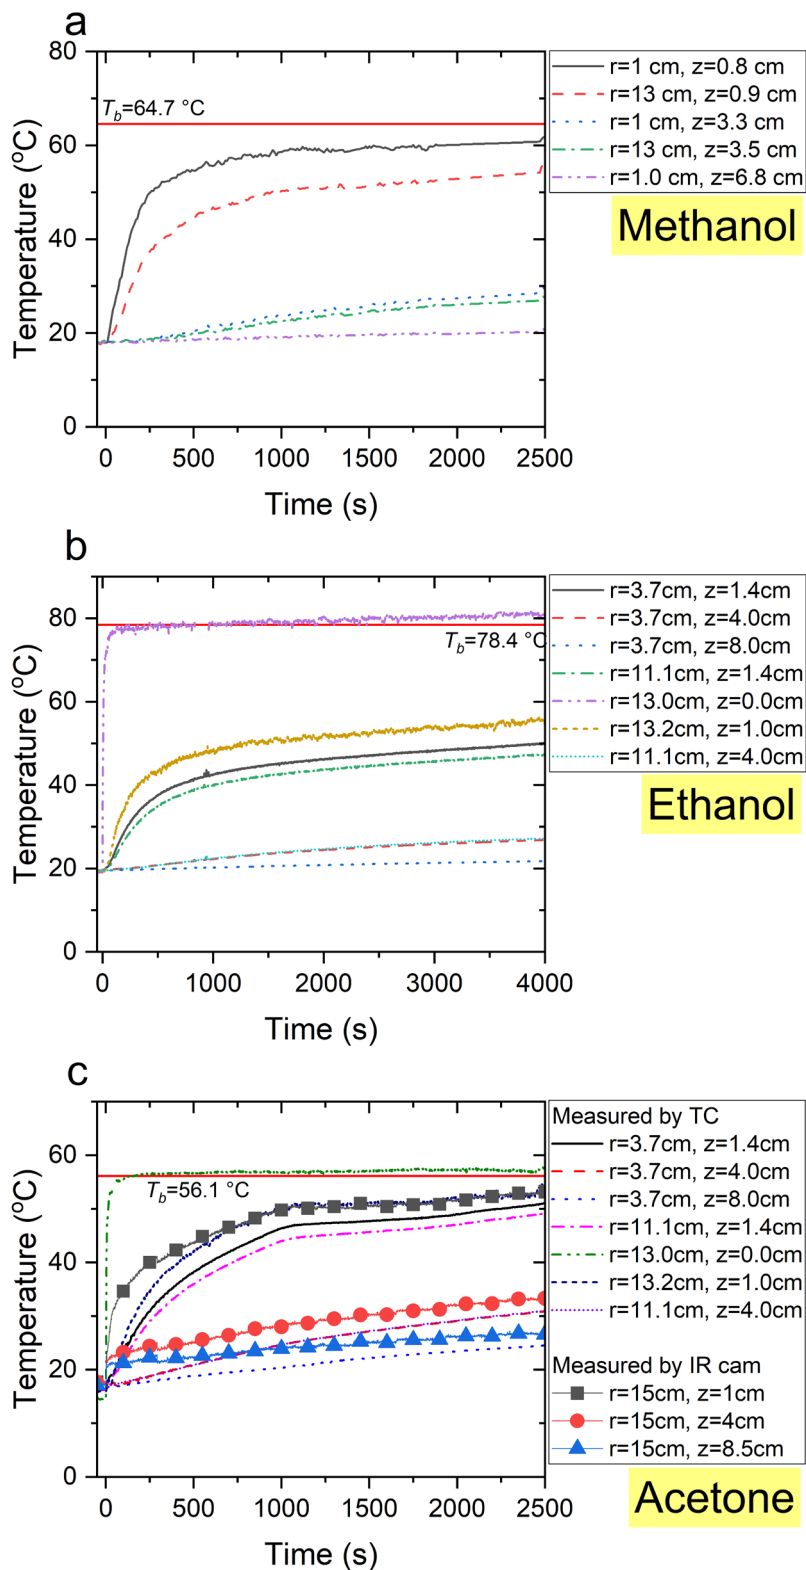 a
80
60
40
20
0
Temperature (ºC)
T_b=64.7 °C
0 500 1000 1500 2000 2500
Time (s)
r=1 cm, z=0.8 cm
r=13 cm, z=0.9 cm
r=1 cm, z=3.3 cm
r=13 cm, z=3.5 cm
r=1.0 cm, z=6.8 cm
Methanol
b
80
60
40
20
0
Temperature (ºC)
T_b=78.4 °C
0 1000 2000 3000 4000
Time (s)
r=3.7cm, z=1.4cm
r=3.7cm, z=4.0cm
r=3.7cm, z=8.0cm
r=11.1cm, z=1.4cm
r=13.0cm, z=0.0cm
r=13.2cm, z=1.0cm
r=11.1cm, z=4.0cm
Ethanol
c
60
40
20
0
Temperature (ºC)
T_b=56.1 °C
0 500 1000 1500 2000 2500
Time (s)
Measured by TC
r=3.7cm, z=1.4cm
r=3.7cm, z=4.0cm
r=3.7cm, z=8.0cm
r=11.1cm, z=1.4cm
r=13.0cm, z=0.0cm
r=13.2cm, z=1.0cm
r=11.1cm, z=4.0cm
Measured by IR cam
r=15cm, z=1cm
r=15cm, z=4cm
r=15cm, z=8.5cm
Acetone